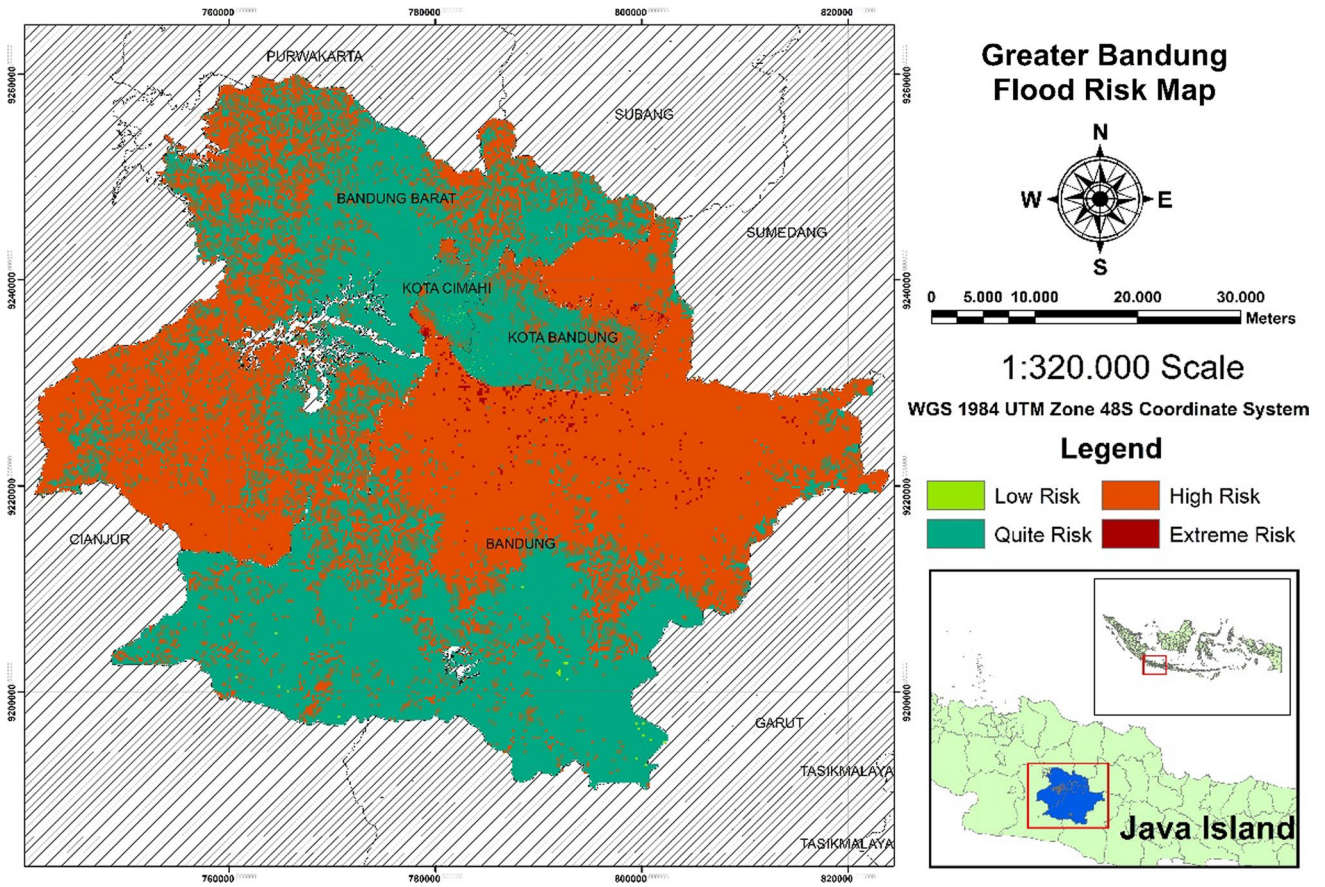 760000
780000
800000
820000
9260000
9240000
9220000
9200000
PURWAKARTA
SUBANG
BANDUNG BARAT
SUMEDANG
KOTA CIMAHI
KOTA BANDUNG
CIANJUR
BANDUNG
GARUT
TASIKMALAYA
TASIKMALAYA
9260000
9240000
9220000
9200000
760000
780000
800000
820000
Greater Bandung
Flood Risk Map
N
W E
S
0 5.000 10.000 20.000 30.000
Meters
1:320.000 Scale
WGS 1984 UTM Zone 48S Coordinate System
Legend
Low Risk High Risk
Quite Risk Extreme Risk
Java Island